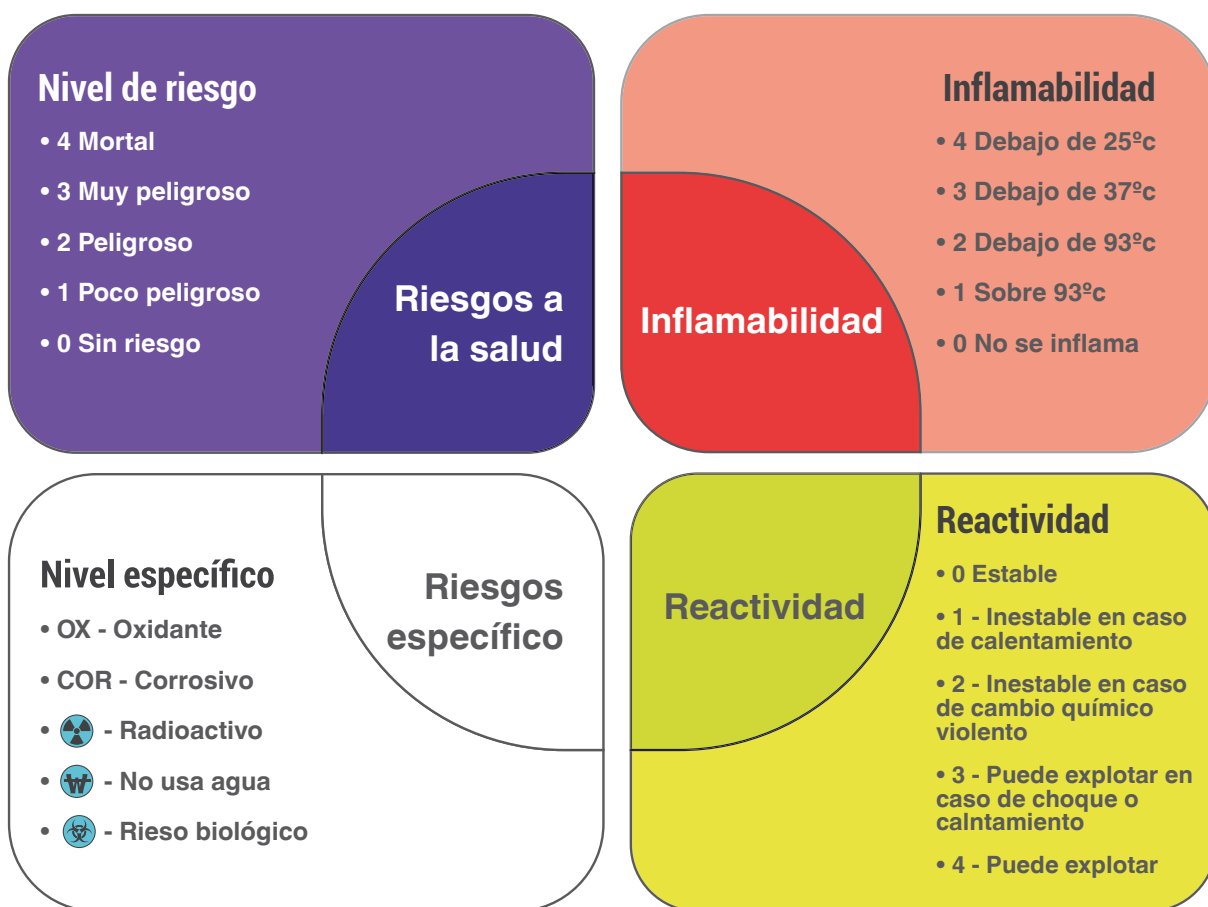 Nivel de riesgo
• 4 Mortal
• 3 Muy peligroso
• 2 Peligroso
• 1 Poco peligroso
• 0 Sin riesgo
Riesgos a
la salud
Inflamabilidad
• 4 Debajo de 25ºc
• 3 Debajo de 37ºc
• 2 Debajo de 93ºc
• 1 Sobre 93ºc
• 0 No se inflama
Inflamabilidad
Nivel específico
• OX - Oxidante
• COR - Corrosivo
• - Radioactivo
• W - No usa agua
• - Rieso biológico
Riesgos
específico
Reactividad
• 0 Estable
• 1 - Inestable en caso
de calentamiento
• 2 - Inestable en caso
de cambio químico
violento
• 3 - Puede explotar en
caso de choque o
calntamiento
• 4 - Puede explotar
Reactividad